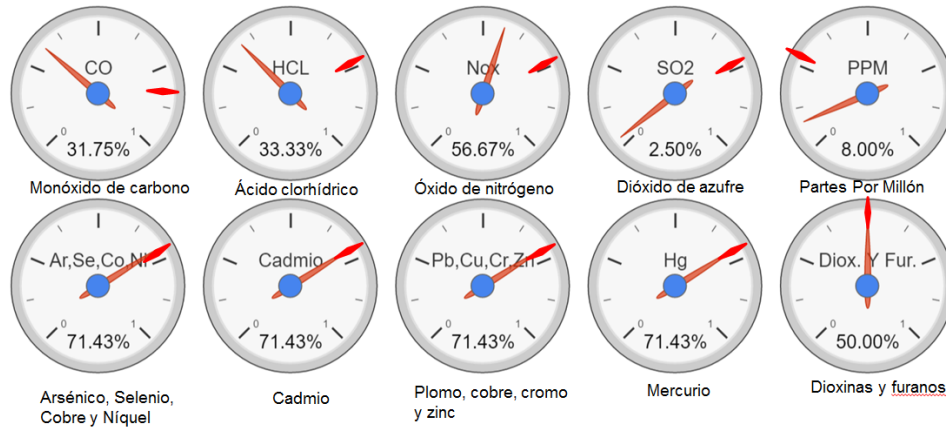 CO
0 1
31.75%
Monóxido de carbono
HCL
0 1
33.33%
Ácido clorhídrico
Nox
0 1
56.67%
Óxido de nitrógeno
SO2
0 1
2.50%
Dióxido de azufre
PPM
0 1
8.00%
Partes Por Millón
Ar,Se,Co,Ni
0 1
71.43%
Arsénico, Selenio,
Cobre y Níquel
Cadmio
0 1
71.43%
Cadmio
Pb,Cu,Cr,Zn
0 1
71.43%
Plomo, cobre, cromo
y zinc
Hg
0 1
71.43%
Mercurio
Diox. Y Fur.
0 1
50.00%
Dioxinas y furanos